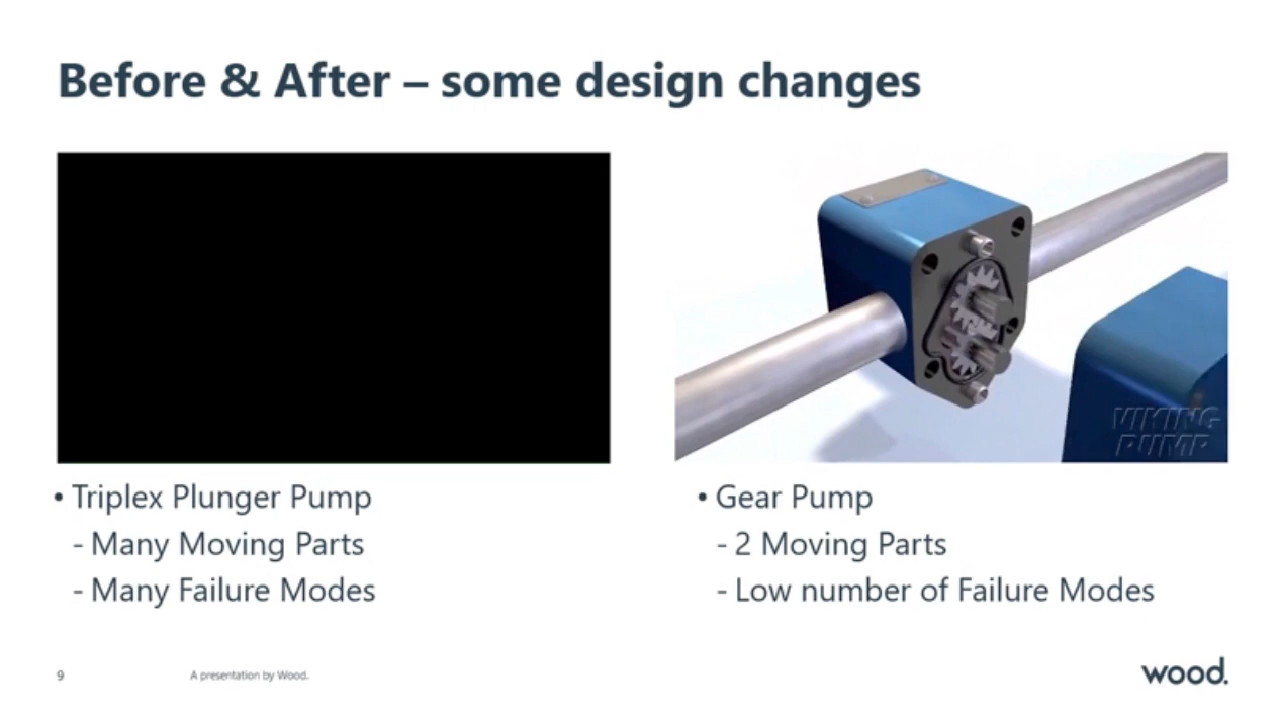 Before & After – some design changes
VIKING
PUMP
• Triplex Plunger Pump
- Many Moving Parts
- Many Failure Modes
• Gear Pump
- 2 Moving Parts
- Low number of Failure Modes
9
A presentation by Wood.
wood.